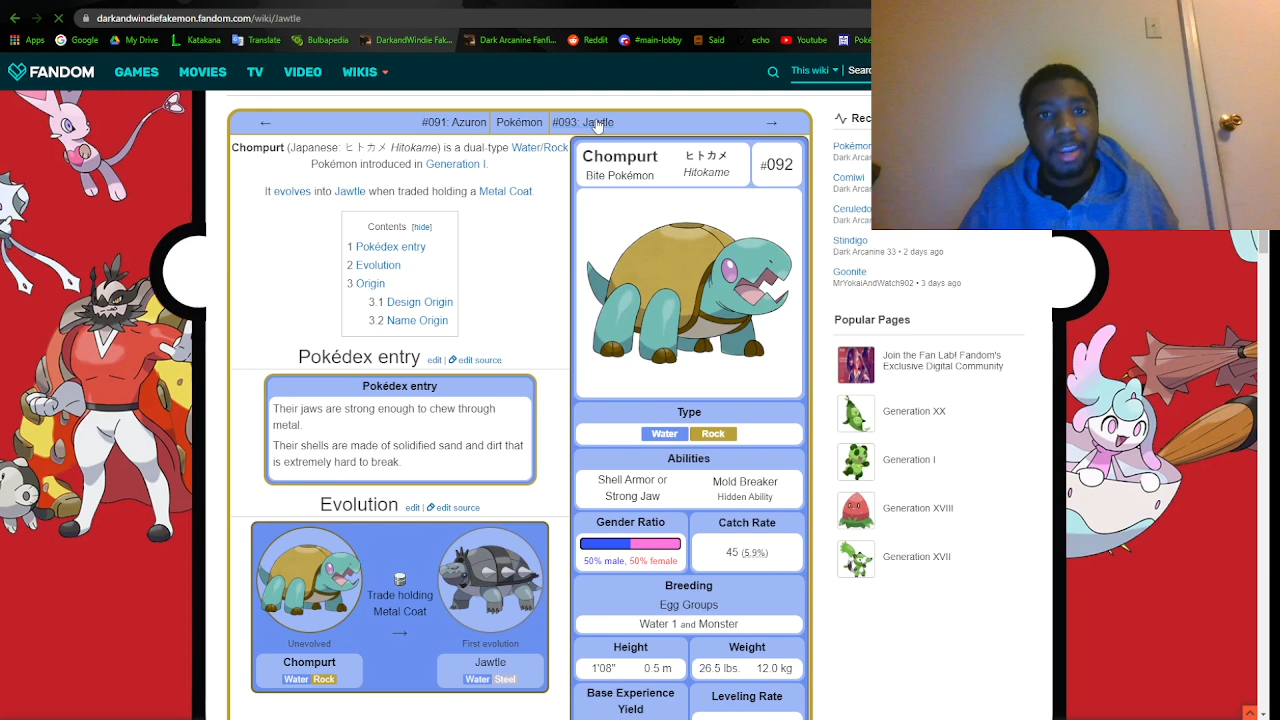 darkandwindiefakemon.fandom.com/wiki/Jawtle
Apps Google My Drive Katakana Translate Bulbapedia DarkandWindie Fak... Dark Arcanine Fanfi... Reddit #main-lobby Said echo Youtube Poké
FANDOM GAMES MOVIES TV VIDEO WIKIS This wiki Searc
← #091: Azuron Pokémon #093: Jawtle →
Chompurt (Japanese: ヒトカメ Hitokame) is a dual-type Water/Rock
Pokémon introduced in Generation I.
It evolves into Jawtle when traded holding a Metal Coat.
Contents [hide]
1 Pokédex entry
2 Evolution
3 Origin
3.1 Design Origin
3.2 Name Origin
Pokédex entry edit | edit source
Pokédex entry
Their jaws are strong enough to chew through
metal.
Their shells are made of solidified sand and dirt that
is extremely hard to break.
Evolution edit | edit source
Trade holding
Metal Coat
→
Unevolved
Chompurt
Water Rock
First evolution
Jawtle
Water Steel
Chompurt
Bite Pokémon
ヒトカメ
Hitokame
#092
Type
Water Rock
Abilities
Shell Armor or
Strong Jaw
Mold Breaker
Hidden Ability
Gender Ratio
50% male, 50% female
Catch Rate
45 (5.9%)
Breeding
Egg Groups
Water 1 and Monster
Height
1'08" 0.5 m
Weight
26.5 lbs. 12.0 kg
Base Experience
Yield
Leveling Rate
Rec
Pokémon
Dark Arcan
Comiwi
Dark Arcan
Ceruledo
Dark Arca
Stindigo
Dark Arcanine 33 • 2 days ago
Goonite
MrYokaiAndWatch902 • 3 days ago
Popular Pages
Join the Fan Lab! Fandom's
Exclusive Digital Community
Generation XX
Generation I
Generation XVIII
Generation XVII